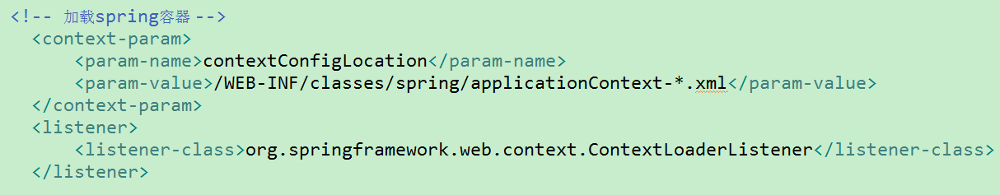 <!-- 加载spring容器 -->
<context-param>
<param-name>contextConfigLocation</param-name>
<param-value>/WEB-INF/classes/spring/applicationContext-*.xml</param-value>
</context-param>
<listener>
<listener-class>org.springframework.web.context.ContextLoaderListener</listener-class>
</listener>